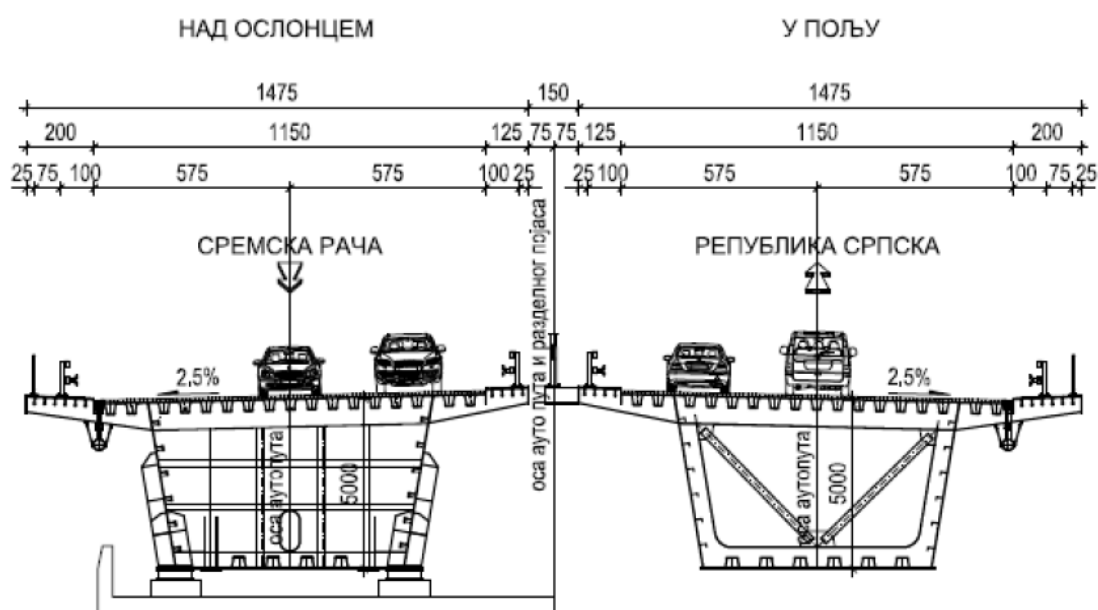 НАД ОСЛОНЦЕМ У ПОЉУ
1475 150 1475
200 1150 125 75 75 125 1150 200
25 75 100 575 575 100 25 25 100 575 575 100 75 25
СРЕМСКА РАЧА РЕПУБЛИКА СРПСКА
оса ауто пута и разделног појаса
2,5% 2,5%
оса аутопута 5000 оса аутопута 5000